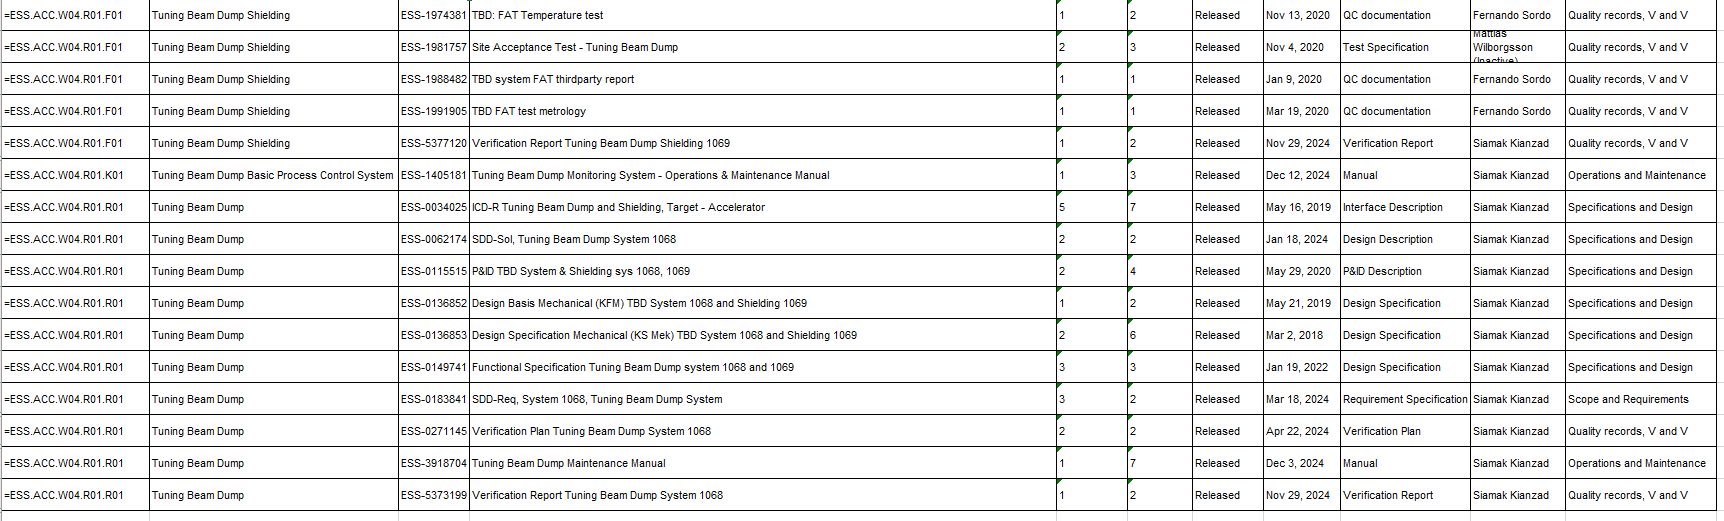 =ESS.ACC.W04.R01.F01 Tuning Beam Dump Shielding ESS-1974381 TBD: FAT Temperature test 1 2 Released Nov 13, 2020 QC documentation Fernando Sordo Quality records, V and V
=ESS.ACC.W04.R01.F01 Tuning Beam Dump Shielding ESS-1981757 Site Acceptance Test - Tuning Beam Dump 2 3 Released Nov 4, 2020 Test Specification Mattias Wilborgsson (Inactive) Quality records, V and V
=ESS.ACC.W04.R01.F01 Tuning Beam Dump Shielding ESS-1988482 TBD system FAT thirdparty report 1 1 Released Jan 9, 2020 QC documentation Fernando Sordo Quality records, V and V
=ESS.ACC.W04.R01.F01 Tuning Beam Dump Shielding ESS-1991905 TBD FAT test metrology 1 1 Released Mar 19, 2020 QC documentation Fernando Sordo Quality records, V and V
=ESS.ACC.W04.R01.F01 Tuning Beam Dump Shielding ESS-5377120 Verification Report Tuning Beam Dump Shielding 1069 1 2 Released Nov 29, 2024 Verification Report Siamak Kianzad Quality records, V and V
=ESS.ACC.W04.R01.K01 Tuning Beam Dump Basic Process Control System ESS-1405181 Tuning Beam Dump Monitoring System - Operations & Maintenance Manual 1 3 Released Dec 12, 2024 Manual Siamak Kianzad Operations and Maintenance
=ESS.ACC.W04.R01.R01 Tuning Beam Dump ESS-0034025 ICD-R Tuning Beam Dump and Shielding, Target - Accelerator 5 7 Released May 16, 2019 Interface Description Siamak Kianzad Specifications and Design
=ESS.ACC.W04.R01.R01 Tuning Beam Dump ESS-0062174 SDD-Sol, Tuning Beam Dump System 1068 2 2 Released Jan 18, 2024 Design Description Siamak Kianzad Specifications and Design
=ESS.ACC.W04.R01.R01 Tuning Beam Dump ESS-0115515 P&ID TBD System & Shielding sys 1068, 1069 2 4 Released May 29, 2020 P&ID Description Siamak Kianzad Specifications and Design
=ESS.ACC.W04.R01.R01 Tuning Beam Dump ESS-0136852 Design Basis Mechanical (KFM) TBD System 1068 and Shielding 1069 1 2 Released May 21, 2019 Design Specification Siamak Kianzad Specifications and Design
=ESS.ACC.W04.R01.R01 Tuning Beam Dump ESS-0136853 Design Specification Mechanical (KS Mek) TBD System 1068 and Shielding 1069 2 6 Released Mar 2, 2018 Design Specification Siamak Kianzad Specifications and Design
=ESS.ACC.W04.R01.R01 Tuning Beam Dump ESS-0149741 Functional Specification Tuning Beam Dump system 1068 and 1069 3 3 Released Jan 19, 2022 Design Specification Siamak Kianzad Specifications and Design
=ESS.ACC.W04.R01.R01 Tuning Beam Dump ESS-0183841 SDD-Req, System 1068, Tuning Beam Dump System 3 2 Released Mar 18, 2024 Requirement Specification Siamak Kianzad Scope and Requirements
=ESS.ACC.W04.R01.R01 Tuning Beam Dump ESS-0271145 Verification Plan Tuning Beam Dump System 1068 2 2 Released Apr 22, 2024 Verification Plan Siamak Kianzad Quality records, V and V
=ESS.ACC.W04.R01.R01 Tuning Beam Dump ESS-3918704 Tuning Beam Dump Maintenance Manual 1 7 Released Dec 3, 2024 Manual Siamak Kianzad Operations and Maintenance
=ESS.ACC.W04.R01.R01 Tuning Beam Dump ESS-5373199 Verification Report Tuning Beam Dump System 1068 1 2 Released Nov 29, 2024 Verification Report Siamak Kianzad Quality records, V and V